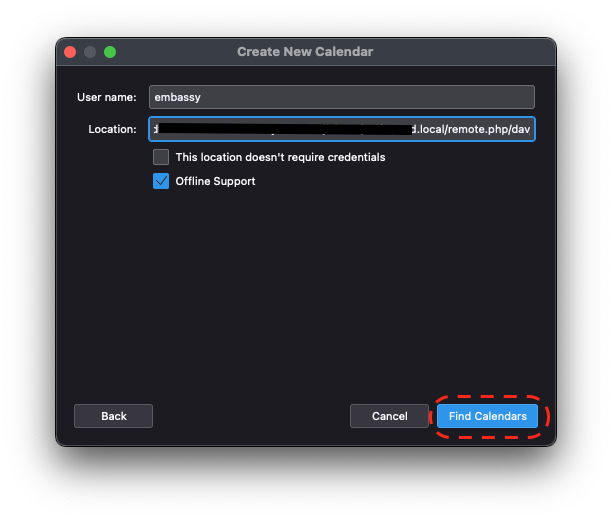 Create New Calendar
User name: embassy
Location: d.local/remote.php/dav
This location doesn't require credentials
Offline Support
Back Cancel Find Calendars